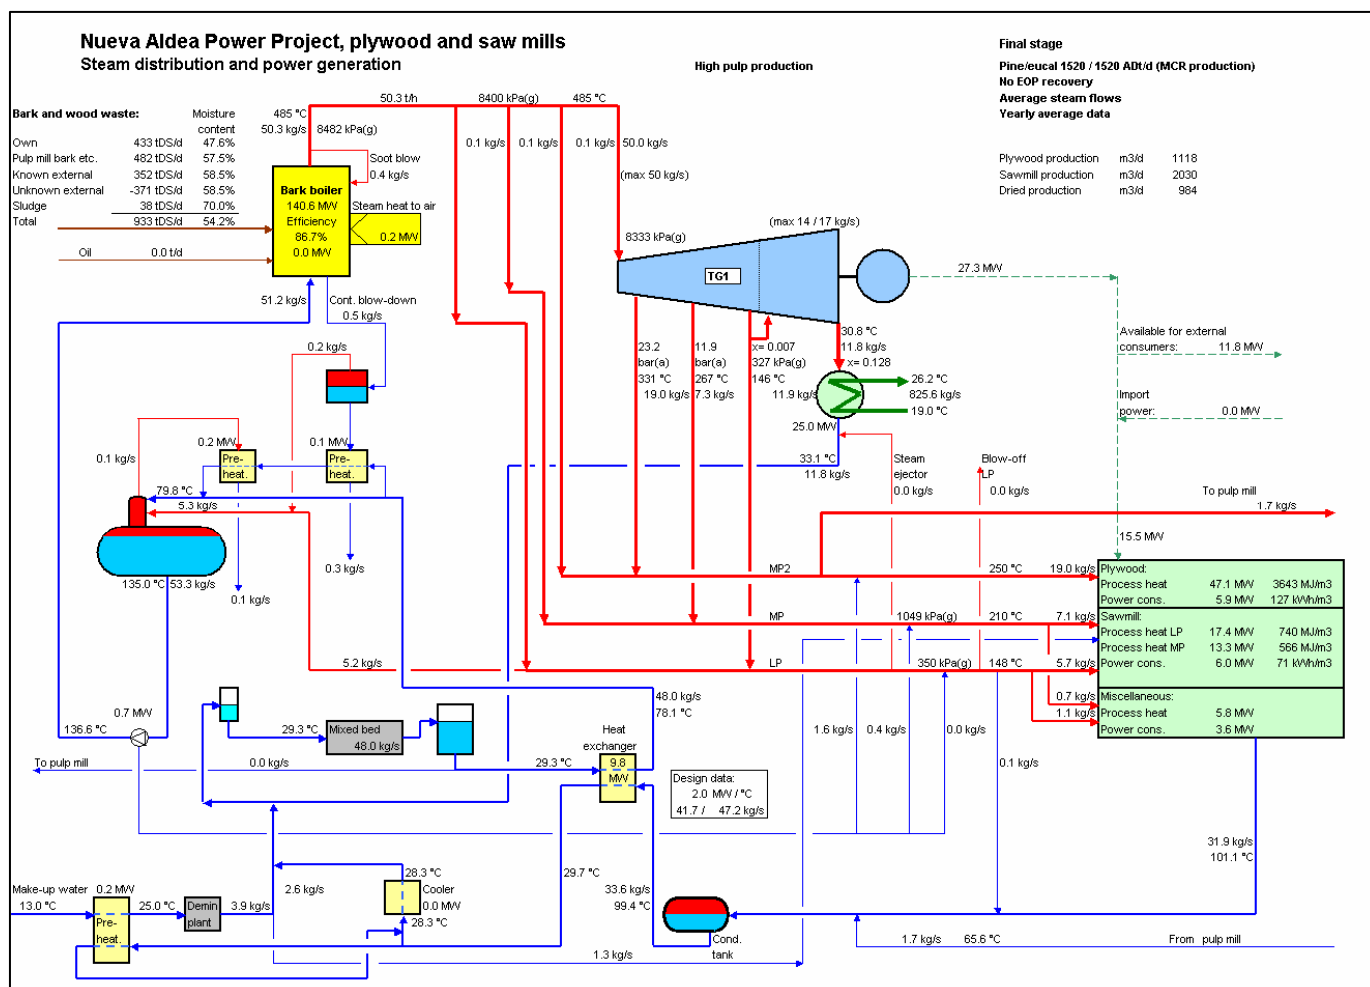 Nueva Aldea Power Project, plywood and saw mills
Steam distribution and power generation
High pulp production
Final stage
Pine/eucal 1520 / 1520 ADt/d (MCR production)
No EOP recovery
Average steam flows
Yearly average data
Plywood production m3/d 1118
Sawmill production m3/d 2030
Dried production m3/d 984
Bark and wood waste: Moisture
content
Own 433 tDS/d 47.6%
Pulp mill bark etc. 482 tDS/d 57.5%
Known external 352 tDS/d 58.5%
Unknown external -371 tDS/d 58.5%
Sludge 38 tDS/d 70.0%
Total 933 tDS/d 54.2%
Oil 0.0 t/d
485 °C
50.3 kg/s
8482 kPa(g)
50.3 t/h
8400 kPa(g)
485 °C
Soot blow
0.4 kg/s
Bark boiler
140.6 MW
Efficiency
86.7%
0.0 MW
Steam heat to air
0.2 MW
0.1 kg/s
0.1 kg/s
0.1 kg/s
50.0 kg/s
(max 50 kg/s)
8333 kPa(g)
(max 14 / 17 kg/s)
TG1
27.3 MW
51.2 kg/s
Cont. blow-down
0.5 kg/s
0.2 kg/s
23.2
bar(a)
331 °C
19.0 kg/s
11.9
bar(a)
267 °C
7.3 kg/s
x= 0.007
327 kPa(g)
146 °C
11.9 kg/s
30.8 °C
11.8 kg/s
x= 0.128
26.2 °C
825.6 kg/s
19.0 °C
25.0 MW
33.1 °C
11.8 kg/s
Available for external
consumers: 11.8 MW
Import
power: 0.0 MW
Steam
ejector
0.0 kg/s
Blow-off
LP
0.0 kg/s
To pulp mill
1.7 kg/s
15.5 MW
0.2 MW
Pre-
heat.
0.1 MW
Pre-
heat.
0.1 kg/s
79.8 °C
5.3 kg/s
135.0 °C
53.3 kg/s
0.1 kg/s
0.3 kg/s
MP2
250 °C
19.0 kg/s
MP
1049 kPa(g)
210 °C
7.1 kg/s
LP
350 kPa(g)
148 °C
5.7 kg/s
5.2 kg/s
0.7 kg/s
1.1 kg/s
Plywood:
Process heat 47.1 MW 3643 MJ/m3
Power cons. 5.9 MW 127 kWh/m3
Sawmill:
Process heat LP 17.4 MW 740 MJ/m3
Process heat MP 13.3 MW 566 MJ/m3
Power cons. 6.0 MW 71 kWh/m3
Miscellaneous:
Process heat 5.8 MW
Power cons. 3.6 MW
0.7 MW
136.6 °C
29.3 °C
Mixed bed
48.0 kg/s
48.0 kg/s
78.1 °C
Heat
exchanger
9.8
MW
To pulp mill
0.0 kg/s
29.3 °C
Design data:
2.0 MW / °C
41.7 / 47.2 kg/s
1.6 kg/s
0.4 kg/s
0.0 kg/s
0.1 kg/s
31.9 kg/s
101.1 °C
Make-up water
13.0 °C
0.2 MW
Pre-
heat.
25.0 °C
Demin
plant
3.9 kg/s
2.6 kg/s
28.3 °C
Cooler
0.0 MW
28.3 °C
29.7 °C
33.6 kg/s
99.4 °C
Cond.
tank
1.3 kg/s
1.7 kg/s
65.6 °C
From pulp mill